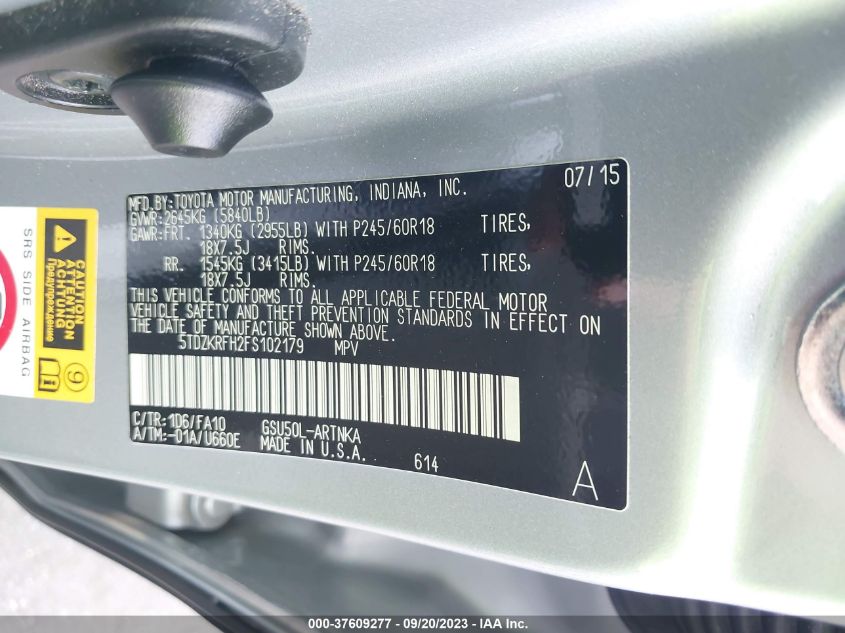 MFD.BY:TOYOTA MOTOR MANUFACTURING, INDIANA, INC. 07/15
GVWR:2645KG (5840LB)
GAWR:FRT. 1340KG (2955LB) WITH P245/60R18 TIRES,
18X7.5J RIMS.
RR. 1545KG (3415LB) WITH P245/60R18 TIRES,
18X7.5J RIMS.
THIS VEHICLE CONFORMS TO ALL APPLICABLE FEDERAL MOTOR
VEHICLE SAFETY AND THEFT PREVENTION STANDARDS IN EFFECT ON
THE DATE OF MANUFACTURE SHOWN ABOVE.
5TDZKRFH2FS102179 MPV
C/TR:1D6/FA10 GSU50L-ARTNKA
A/TM:-01A/U660E MADE IN U.S.A.
614
A
CAUTION
ATTENTION
ACHTUNG
Предупреждение
SRS SIDE AIRBAG
9
000-37609277 - 09/20/2023 - IAA Inc.